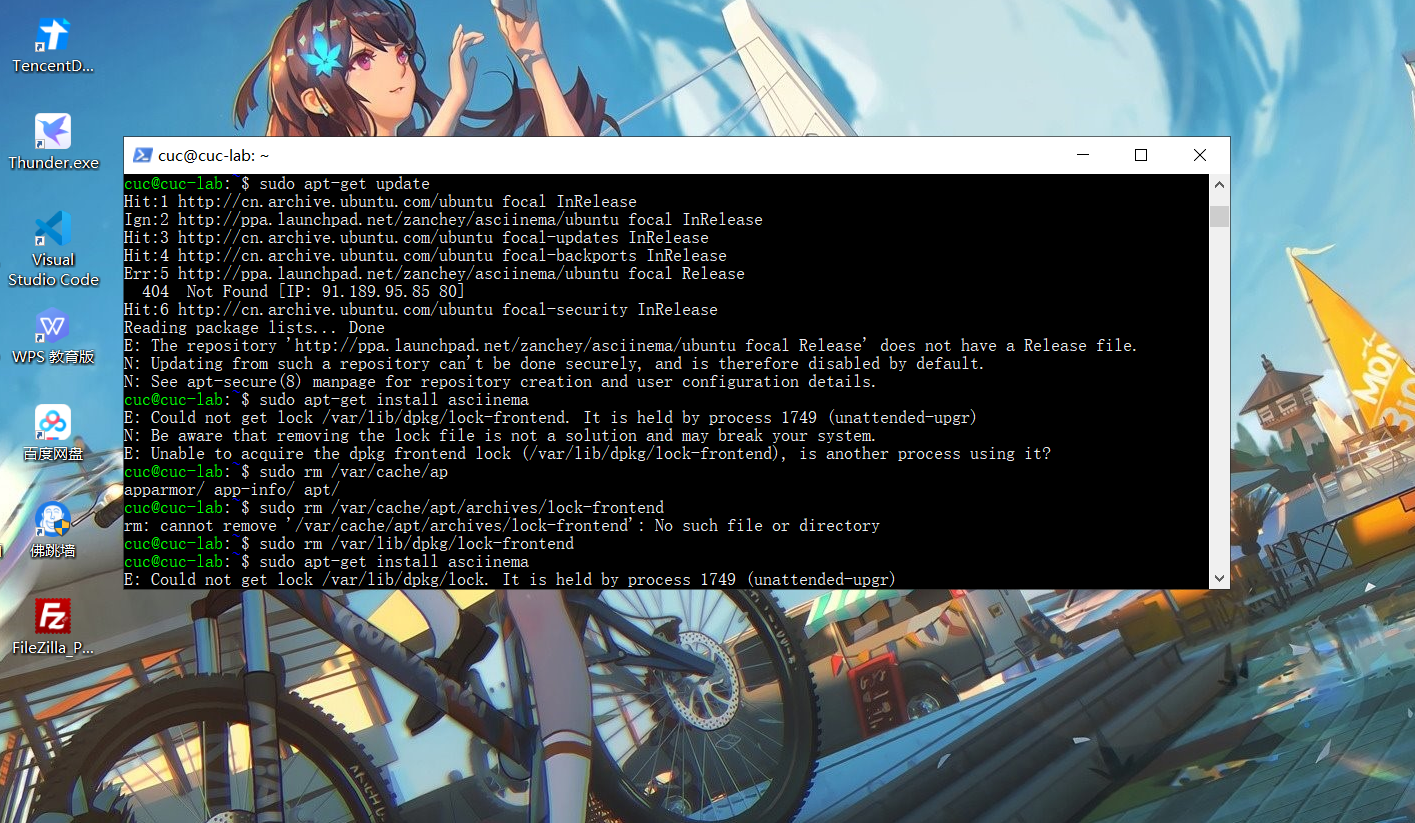 TencentD...
Thunder.exe
Visual
Studio Code
WPS 教育版
百度网盘
佛跳墙
FileZilla_P...
cuc@cuc-lab: ~
cuc@cuc-lab:~$ sudo apt-get update
Hit:1 http://cn.archive.ubuntu.com/ubuntu focal InRelease
Ign:2 http://ppa.launchpad.net/zanchey/asciinema/ubuntu focal InRelease
Hit:3 http://cn.archive.ubuntu.com/ubuntu focal-updates InRelease
Hit:4 http://cn.archive.ubuntu.com/ubuntu focal-backports InRelease
Err:5 http://ppa.launchpad.net/zanchey/asciinema/ubuntu focal Release
404  Not Found [IP: 91.189.95.85 80]
Hit:6 http://cn.archive.ubuntu.com/ubuntu focal-security InRelease
Reading package lists... Done
E: The repository 'http://ppa.launchpad.net/zanchey/asciinema/ubuntu focal Release' does not have a Release file.
N: Updating from such a repository can't be done securely, and is therefore disabled by default.
N: See apt-secure(8) manpage for repository creation and user configuration details.
cuc@cuc-lab:~$ sudo apt-get install asciinema
E: Could not get lock /var/lib/dpkg/lock-frontend. It is held by process 1749 (unattended-upgr)
N: Be aware that removing the lock file is not a solution and may break your system.
E: Unable to acquire the dpkg frontend lock (/var/lib/dpkg/lock-frontend), is another process using it?
cuc@cuc-lab:~$ sudo rm /var/cache/ap
apparmor/ app-info/ apt/
cuc@cuc-lab:~$ sudo rm /var/cache/apt/archives/lock-frontend
rm: cannot remove '/var/cache/apt/archives/lock-frontend': No such file or directory
cuc@cuc-lab:~$ sudo rm /var/lib/dpkg/lock-frontend
cuc@cuc-lab:~$ sudo apt-get install asciinema
E: Could not get lock /var/lib/dpkg/lock. It is held by process 1749 (unattended-upgr)